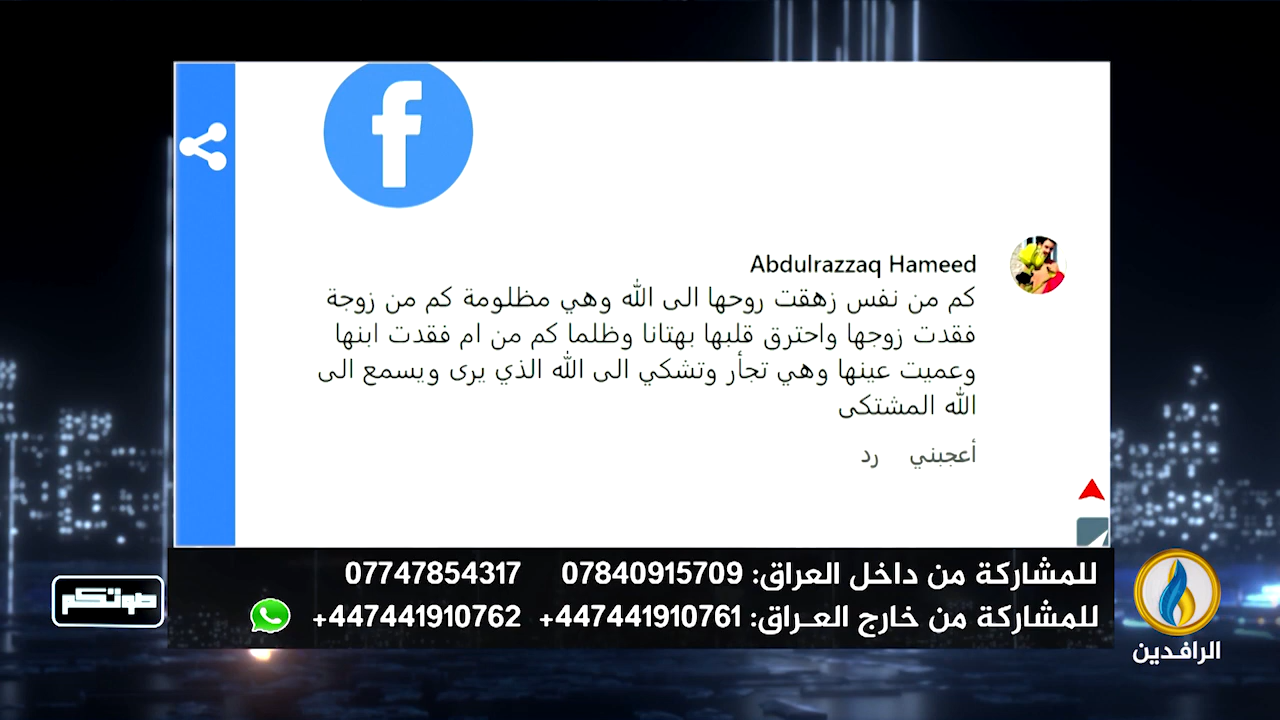 f
Abdulrazzaq Hameed
كم من نفس زهقت روحها الى الله وهي مظلومة كم من زوجة
فقدت زوجها واحترق قلبها بهتانا وظلما كم من ام فقدت ابنها
وعميت عينها وهي تجأر وتشكي الى الله الذي يرى ويسمع الى
الله المشتكى
أعجبني رد
للمشاركة من داخل العراق: 07840915709 07747854317
للمشاركة من خارج العـراق: 447441910761+ 447441910762+
صوتكم
الرافـدين